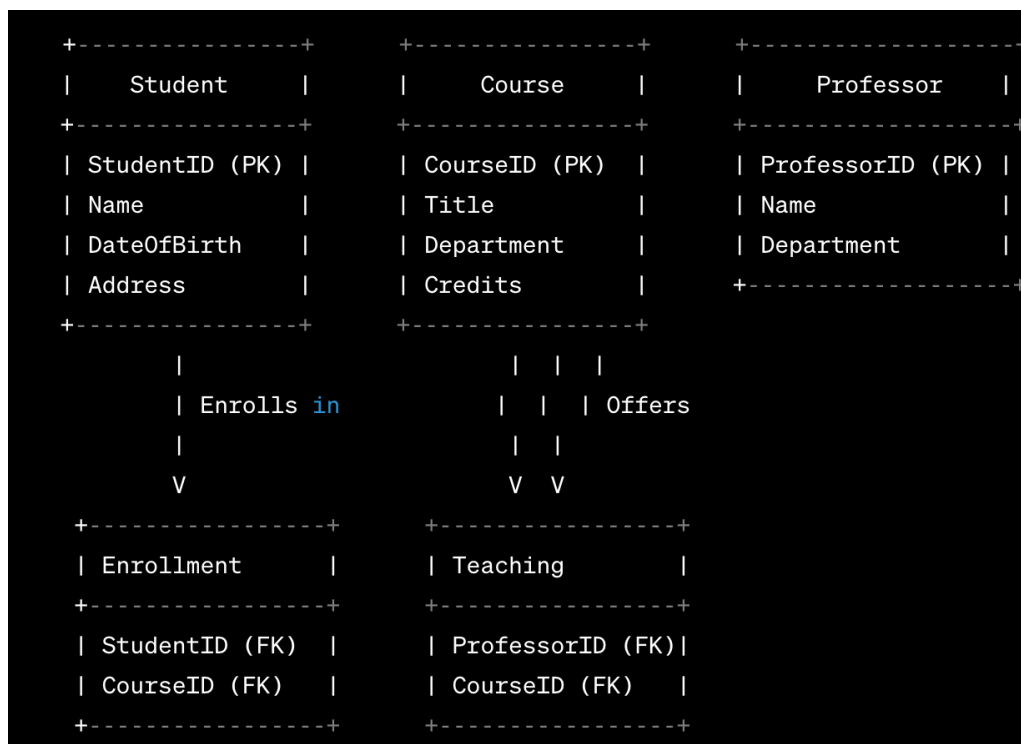 +----------------+      +----------------+      +-------------------+
|    Student     |      |     Course     |      |     Professor    |
+----------------+      +----------------+      +-------------------+
| StudentID (PK) |      | CourseID (PK)  |      | ProfessorID (PK) |
| Name           |      | Title          |      | Name             |
| DateOfBirth    |      | Department     |      | Department       |
| Address        |      | Credits        |      +-------------------+
+----------------+      +----------------+
        |                       |  |  |
        | Enrolls in           |  |  | Offers
        |                       |  |
        V                       V  V
 +-----------------+      +-----------------+
 | Enrollment      |      | Teaching        |
 +-----------------+      +-----------------+
 | StudentID (FK)  |      | ProfessorID (FK)|
 | CourseID (FK)   |      | CourseID (FK)   |
 +-----------------+      +-----------------+